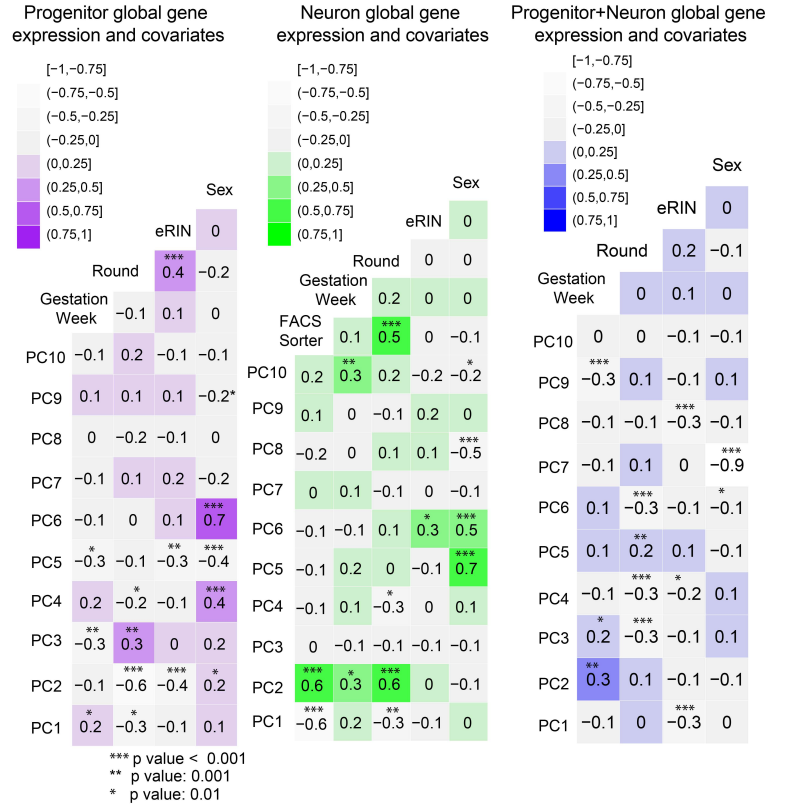 Progenitor global gene
expression and covariates
[−1,−0.75]
(−0.75,−0.5]
(−0.5,−0.25]
(−0.25,0]
(0,0.25]
(0.25,0.5]
(0.5,0.75]
(0.75,1]
Sex
eRIN 0
Round *** 0.4 −0.2
Gestation
Week −0.1 0.1 0
PC10 −0.1 0.2 −0.1 −0.1
PC9 0.1 0.1 0.1 −0.2*
PC8 0 −0.2 −0.1 0
PC7 −0.1 0.1 0.2 −0.2
PC6 −0.1 0 0.1 *** 0.7
PC5 * −0.3 −0.1 ** −0.3 *** −0.4
PC4 0.2 * −0.2 −0.1 *** 0.4
PC3 ** −0.3 ** 0.3 0 0.2
PC2 −0.1 *** −0.6 *** −0.4 * 0.2
PC1 * 0.2 * −0.3 −0.1 0.1
*** p value < 0.001
** p value: 0.001
* p value: 0.01
Neuron global gene
expression and covariates
[−1,−0.75]
(−0.75,−0.5]
(−0.5,−0.25]
(−0.25,0]
(0,0.25]
(0.25,0.5]
(0.5,0.75]
(0.75,1]
Sex
eRIN 0
Round 0 0
Gestation
Week 0.2 0 0
FACS
Sorter 0.1 *** 0.5 0 −0.1
PC10 0.2 ** 0.3 0.2 −0.2 * −0.2
PC9 0.1 0 −0.1 0.2 0
PC8 −0.2 0 0.1 0.1 *** −0.5
PC7 0 0.1 −0.1 0 −0.1
PC6 −0.1 −0.1 0.1 * 0.3 *** 0.5
PC5 −0.1 0.2 0 −0.1 *** 0.7
PC4 −0.1 0.1 * −0.3 0 0.1
PC3 0 −0.1 −0.1 −0.1 −0.1
PC2 *** 0.6 * 0.3 *** 0.6 0 −0.1
PC1 *** −0.6 0.2 ** −0.3 −0.1 0
Progenitor+Neuron global gene
expression and covariates
[−1,−0.75]
(−0.75,−0.5]
(−0.5,−0.25]
(−0.25,0]
(0,0.25]
(0.25,0.5]
(0.5,0.75]
(0.75,1]
Sex
eRIN 0
Round 0.2 −0.1
Gestation
Week 0 0.1 0
PC10 0 0 −0.1 −0.1
PC9 *** −0.3 0.1 −0.1 0.1
PC8 −0.1 −0.1 *** −0.3 −0.1
PC7 −0.1 0.1 0 *** −0.9
PC6 0.1 *** −0.3 −0.1 * −0.1
PC5 0.1 ** 0.2 0.1 −0.1
PC4 −0.1 *** −0.3 * −0.2 0.1
PC3 * 0.2 *** −0.3 −0.1 0.1
PC2 ** 0.3 0.1 −0.1 −0.1
PC1 −0.1 0 *** −0.3 0